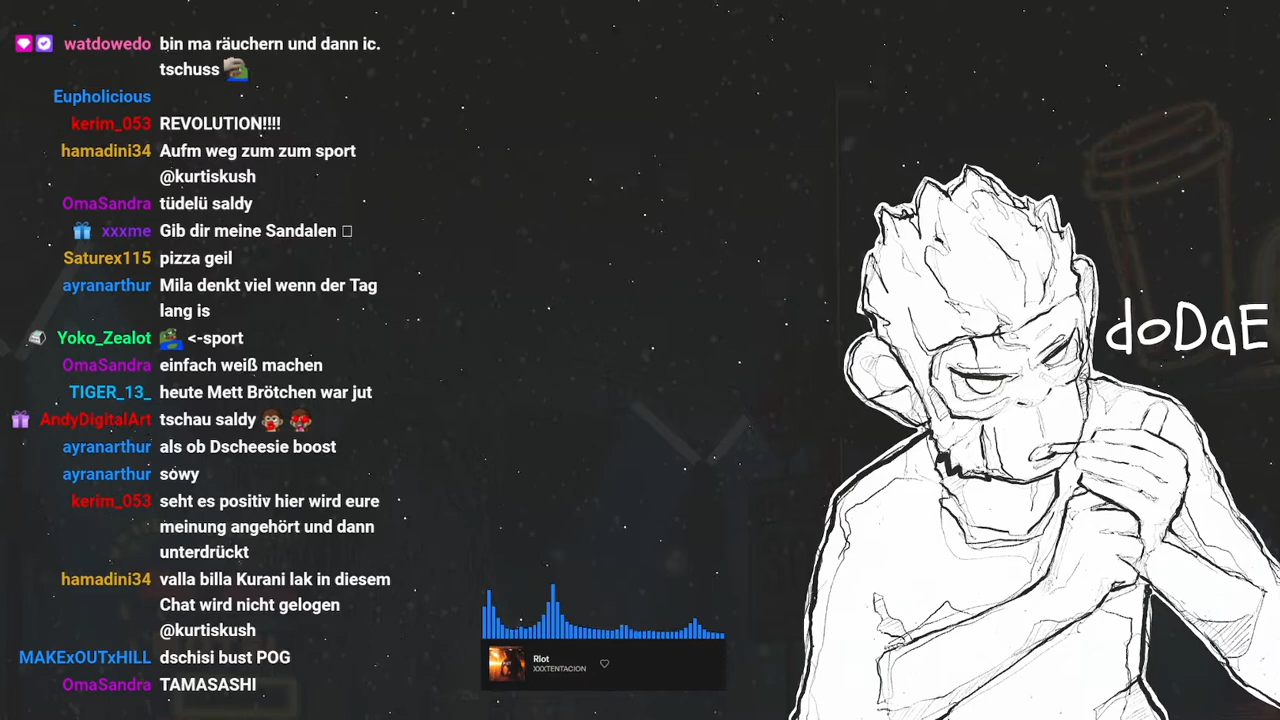 watdowedo bin ma räuchern und dann ic.
tschuss
Eupholicious
kerim_053 REVOLUTION!!!!
hamadini34 Aufm weg zum zum sport
@kurtiskush
OmaSandra tüdelü saldy
xxxme Gib dir meine Sandalen
Saturex115 pizza geil
ayranarthur Mila denkt viel wenn der Tag
lang is
Yoko_Zealot <-sport
OmaSandra einfach weiß machen
TIGER_13_ heute Mett Brötchen war jut
AndyDigitalArt tschau saldy
ayranarthur als ob Dscheesie boost
ayranarthur sowy
kerim_053 seht es positiv hier wird eure
meinung angehört und dann
unterdrückt
hamadini34 valla billa Kurani lak in diesem
Chat wird nicht gelogen
@kurtiskush
MAKExOUTxHILL dschisi bust POG
OmaSandra TAMASASHI
Riot
XXXTENTACION
doDaE